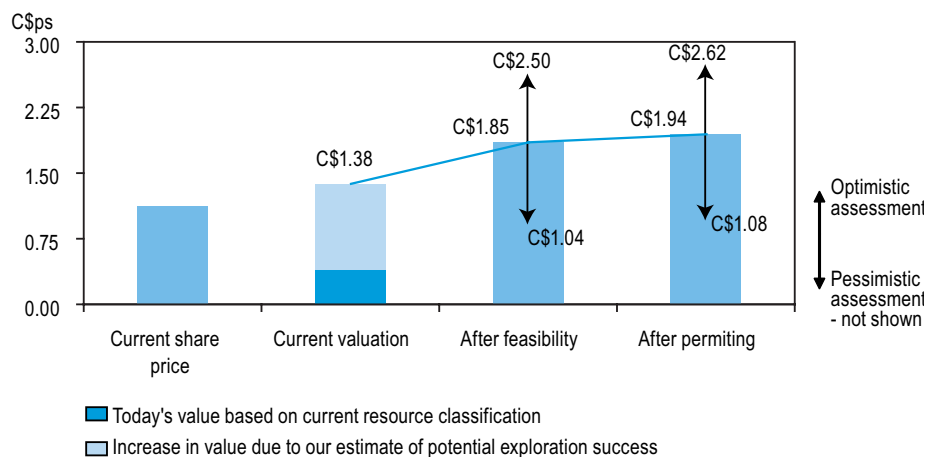 C$ps
3.00
2.25
1.50
0.75
0.00
C$1.38
C$1.85
C$2.50
C$1.04
C$1.94
C$2.62
C$1.08
Optimistic
assessment
Pessimistic
assessment
- not shown
Current share
price
Current valuation
After feasibility
After permiting
Today's value based on current resource classification
Increase in value due to our estimate of potential exploration success